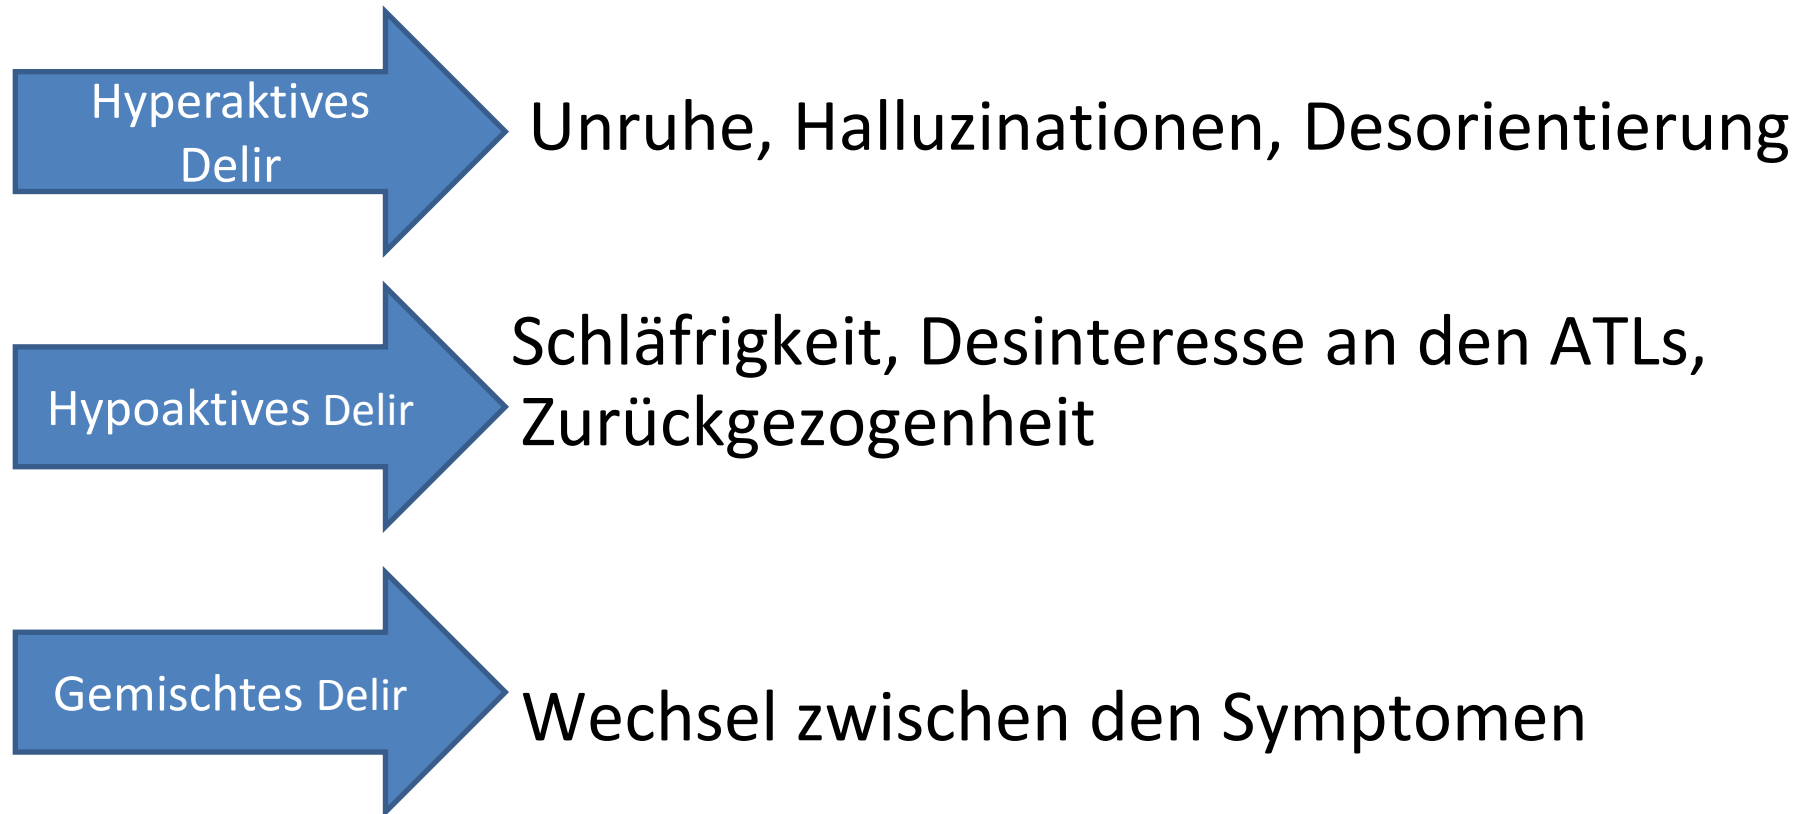 Hyperaktives
Delir
Unruhe, Halluzinationen, Desorientierung
Hypoaktives Delir
Schläfrigkeit, Desinteresse an den ATLs,
Zurückgezogenheit
Gemischtes Delir
Wechsel zwischen den Symptomen